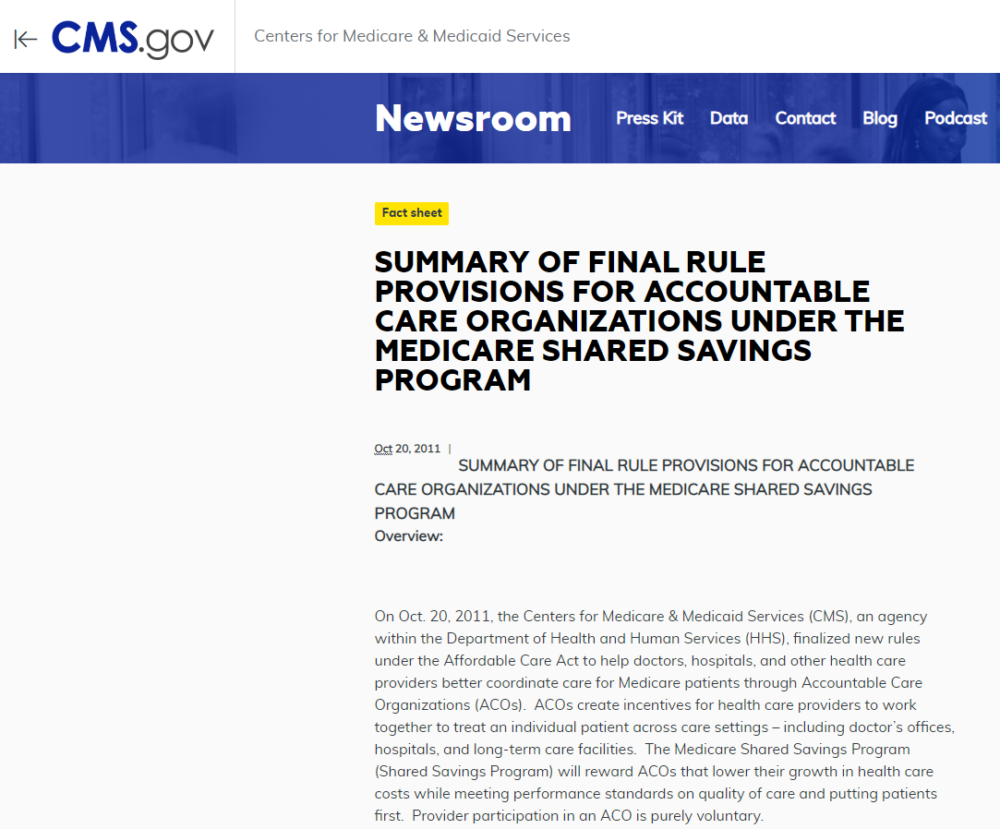 CMS.gov
Centers for Medicare & Medicaid Services
Newsroom
Press Kit
Data
Contact
Blog
Podcast
Fact sheet
SUMMARY OF FINAL RULE
PROVISIONS FOR ACCOUNTABLE
CARE ORGANIZATIONS UNDER THE
MEDICARE SHARED SAVINGS
PROGRAM
Oct 20, 2011 |
SUMMARY OF FINAL RULE PROVISIONS FOR ACCOUNTABLE
CARE ORGANIZATIONS UNDER THE MEDICARE SHARED SAVINGS
PROGRAM
Overview:
On Oct. 20, 2011, the Centers for Medicare & Medicaid Services (CMS), an agency
within the Department of Health and Human Services (HHS), finalized new rules
under the Affordable Care Act to help doctors, hospitals, and other health care
providers better coordinate care for Medicare patients through Accountable Care
Organizations (ACOs).  ACOs create incentives for health care providers to work
together to treat an individual patient across care settings – including doctor’s offices,
hospitals, and long-term care facilities.  The Medicare Shared Savings Program
(Shared Savings Program) will reward ACOs that lower their growth in health care
costs while meeting performance standards on quality of care and putting patients
first.  Provider participation in an ACO is purely voluntary.